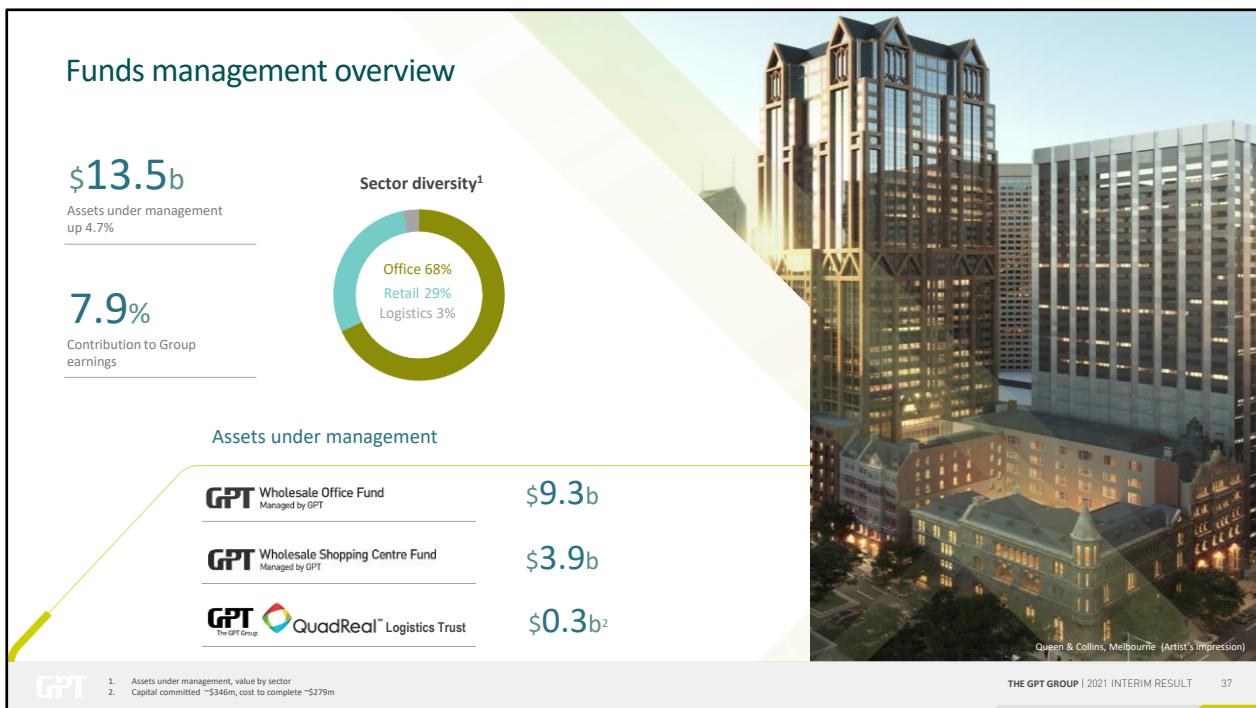 Funds management overview
$13.5b
Assets under management
up 4.7%
7.9%
Contribution to Group
earnings
Sector diversity1
Office 68%
Retail 29%
Logistics 3%
Assets under management
GPT Wholesale Office Fund
Managed by GPT
$9.3b
GPT Wholesale Shopping Centre Fund
Managed by GPT
$3.9b
GPT The GPT Group QuadReal™ Logistics Trust
$0.3b2
Queen & Collins, Melbourne (Artist's impression)
GPT
1. Assets under management, value by sector
2. Capital committed ~$346m, cost to complete ~$279m
THE GPT GROUP | 2021 INTERIM RESULT 37